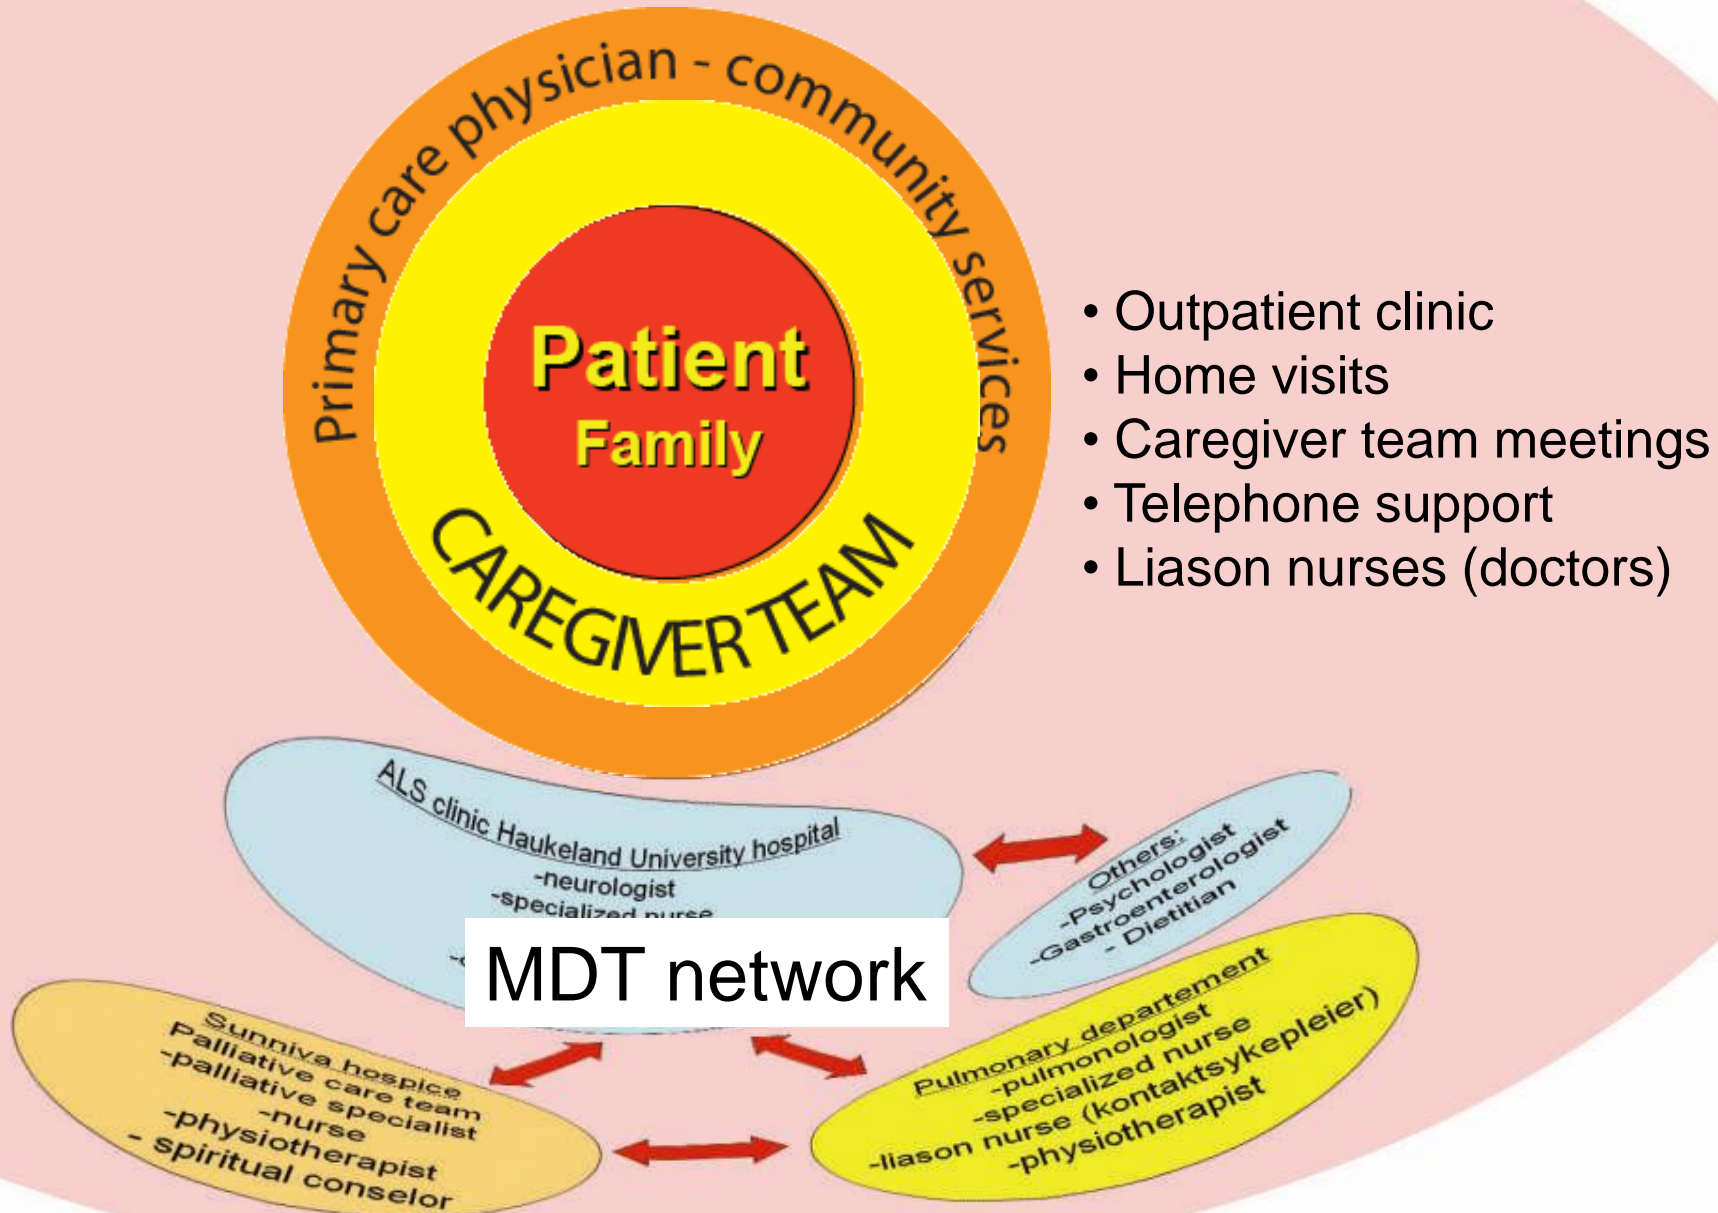 Primary care physician - community services
Patient
Family
CAREGIVER TEAM
• Outpatient clinic
• Home visits
• Caregiver team meetings
• Telephone support
• Liason nurses (doctors)
ALS clinic Haukeland University hospital
-neurologist
-specialized nurse
MDT network
Others:
-Psychologist
-Gastroenterologist
- Dietitian
Sunniva hospice
Palliative care team
-palliative specialist
-nurse
-physiotherapist
- spiritual conselor
Pulmonary departement
-pulmonologist
-specialized nurse
-liason nurse (kontaktsykepleier)
-physiotherapist